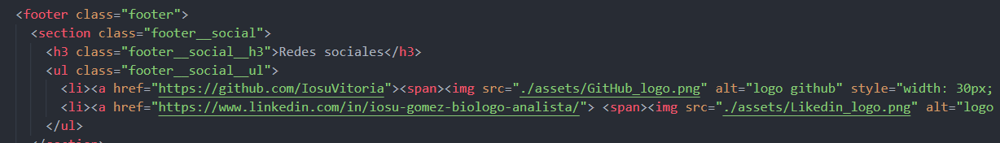 <footer class="footer">
<section class="footer__social">
<h3 class="footer__social__h3">Redes sociales</h3>
<ul class="footer__social__ul">
<li><a href="https://github.com/IosuVitoria"><span><img src="./assets/GitHub_logo.png" alt="logo github" style="width: 30px;
<li><a href="https://www.linkedin.com/in/iosu-gomez-biologo-analista/"> <span><img src="./assets/Likedin_logo.png" alt="logo
</ul>
</section>